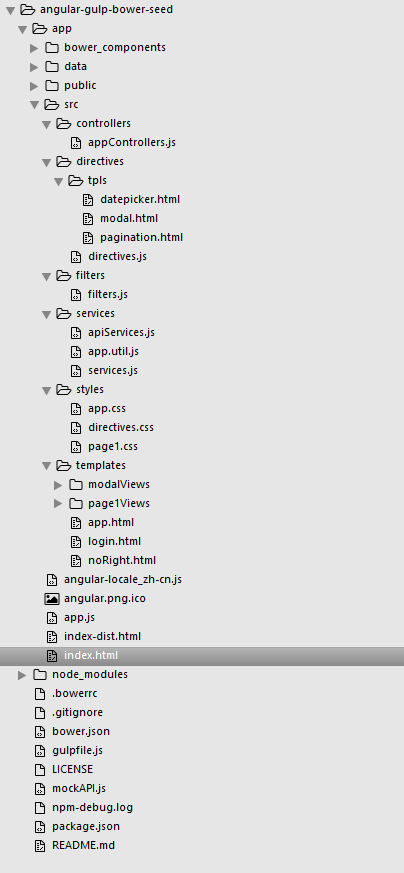 angular-gulp-bower-seed
app
bower_components
data
public
src
controllers
appControllers.js
directives
tpls
datepicker.html
modal.html
pagination.html
directives.js
filters
filters.js
services
apiServices.js
app.util.js
services.js
styles
app.css
directives.css
page1.css
templates
modalViews
page1Views
app.html
login.html
noRight.html
angular-locale_zh-cn.js
angular.png.ico
app.js
index-dist.html
index.html
node_modules
.bowerrc
.gitignore
bower.json
gulpfile.js
LICENSE
mockAPI.js
npm-debug.log
package.json
README.md